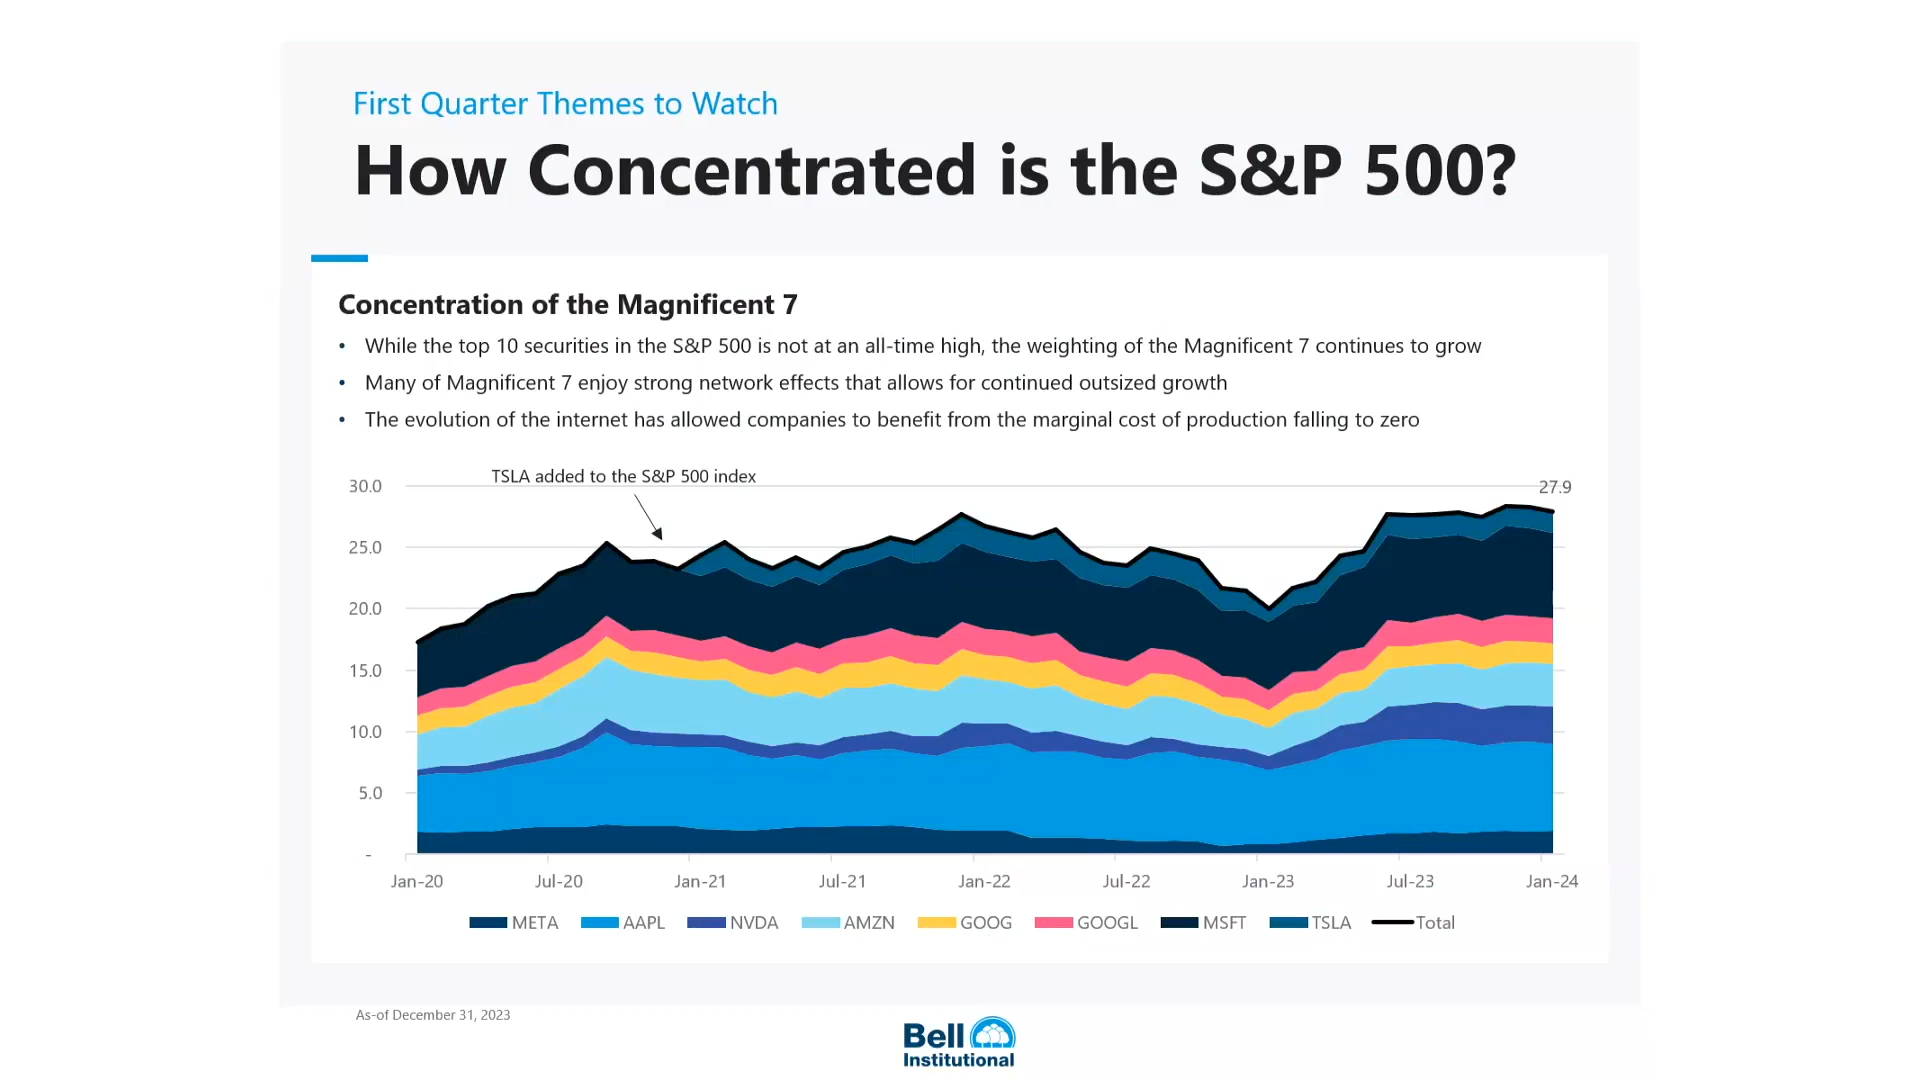 First Quarter Themes to Watch
How Concentrated is the S&P 500?
Concentration of the Magnificent 7
• While the top 10 securities in the S&P 500 is not at an all-time high, the weighting of the Magnificent 7 continues to grow
• Many of Magnificent 7 enjoy strong network effects that allows for continued outsized growth
• The evolution of the internet has allowed companies to benefit from the marginal cost of production falling to zero
TSLA added to the S&P 500 index
30.0
27.9
25.0
20.0
15.0
10.0
5.0
-
Jan-20 Jul-20 Jan-21 Jul-21 Jan-22 Jul-22 Jan-23 Jul-23 Jan-24
META AAPL NVDA AMZN GOOG GOOGL MSFT TSLA Total
As-of December 31, 2023
Bell
Institutional